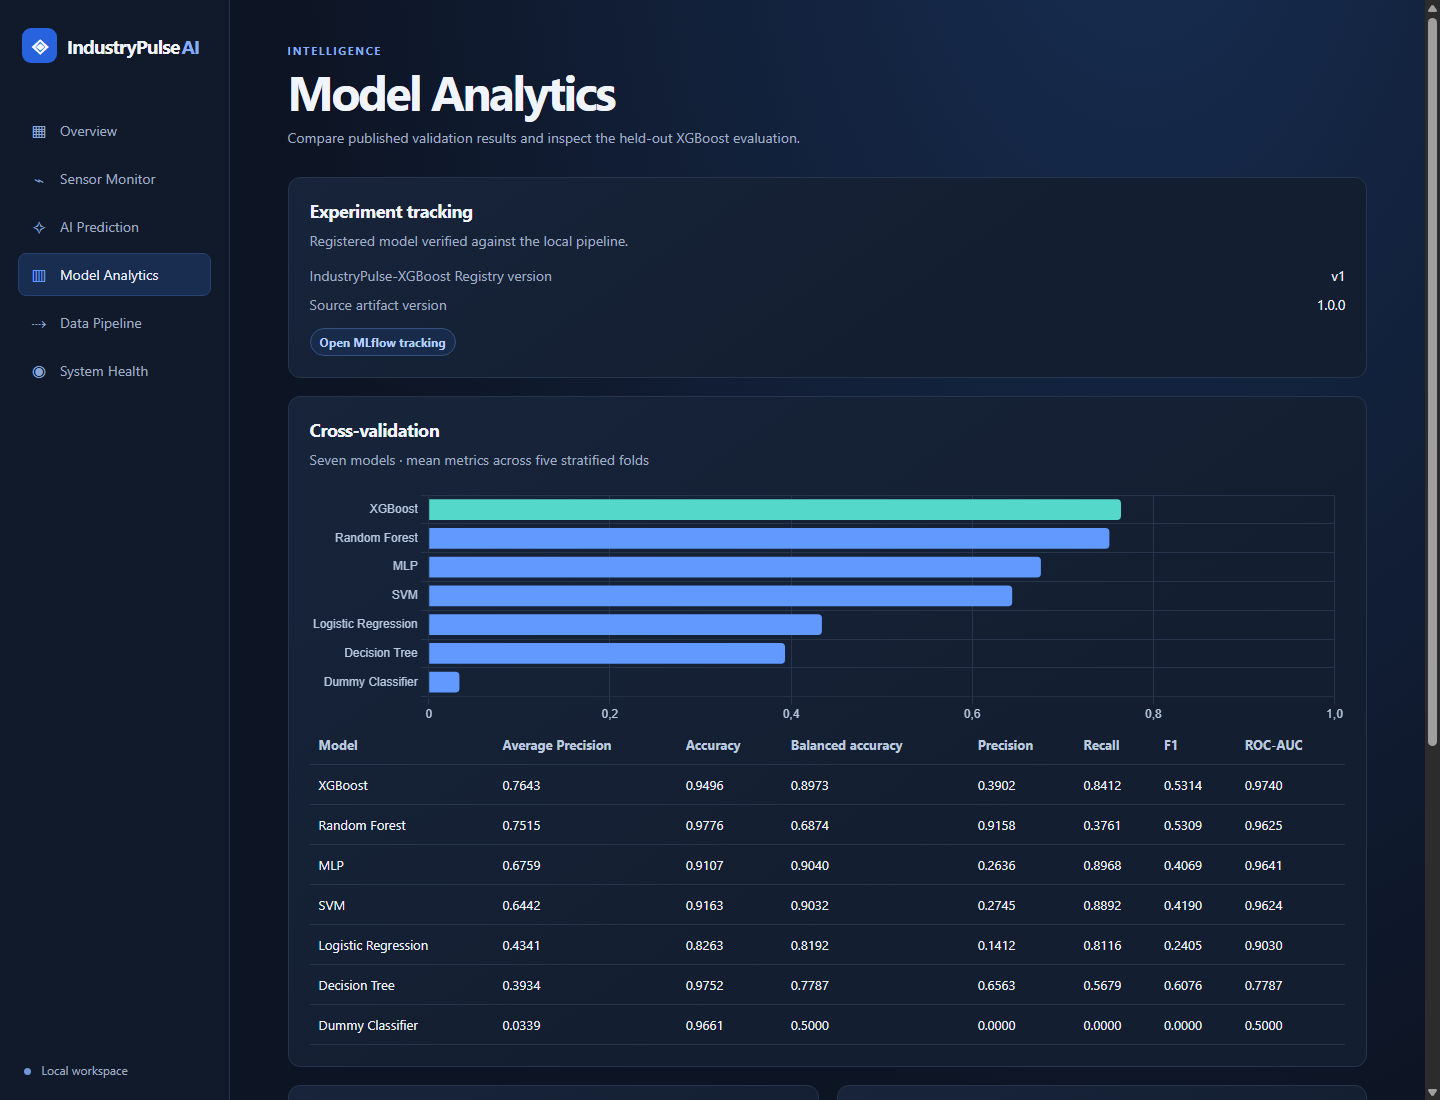 IndustryPulse AI
Overview
Sensor Monitor
AI Prediction
Model Analytics
Data Pipeline
System Health
Local workspace
INTELLIGENCE
Model Analytics
Compare published validation results and inspect the held-out XGBoost evaluation.
Experiment tracking
Registered model verified against the local pipeline.
IndustryPulse-XGBoost Registry version v1
Source artifact version 1.0.0
Open MLflow tracking
Cross-validation
Seven models · mean metrics across five stratified folds
XGBoost
Random Forest
MLP
SVM
Logistic Regression
Decision Tree
Dummy Classifier
0 0,2 0,4 0,6 0,8 1,0
Model Average Precision Accuracy Balanced accuracy Precision Recall F1 ROC-AUC
XGBoost 0.7643 0.9496 0.8973 0.3902 0.8412 0.5314 0.9740
Random Forest 0.7515 0.9776 0.6874 0.9158 0.3761 0.5309 0.9625
MLP 0.6759 0.9107 0.9040 0.2636 0.8968 0.4069 0.9641
SVM 0.6442 0.9163 0.9032 0.2745 0.8892 0.4190 0.9624
Logistic Regression 0.4341 0.8263 0.8192 0.1412 0.8116 0.2405 0.9030
Decision Tree 0.3934 0.9752 0.7787 0.6563 0.5679 0.6076 0.7787
Dummy Classifier 0.0339 0.9661 0.5000 0.0000 0.0000 0.0000 0.5000